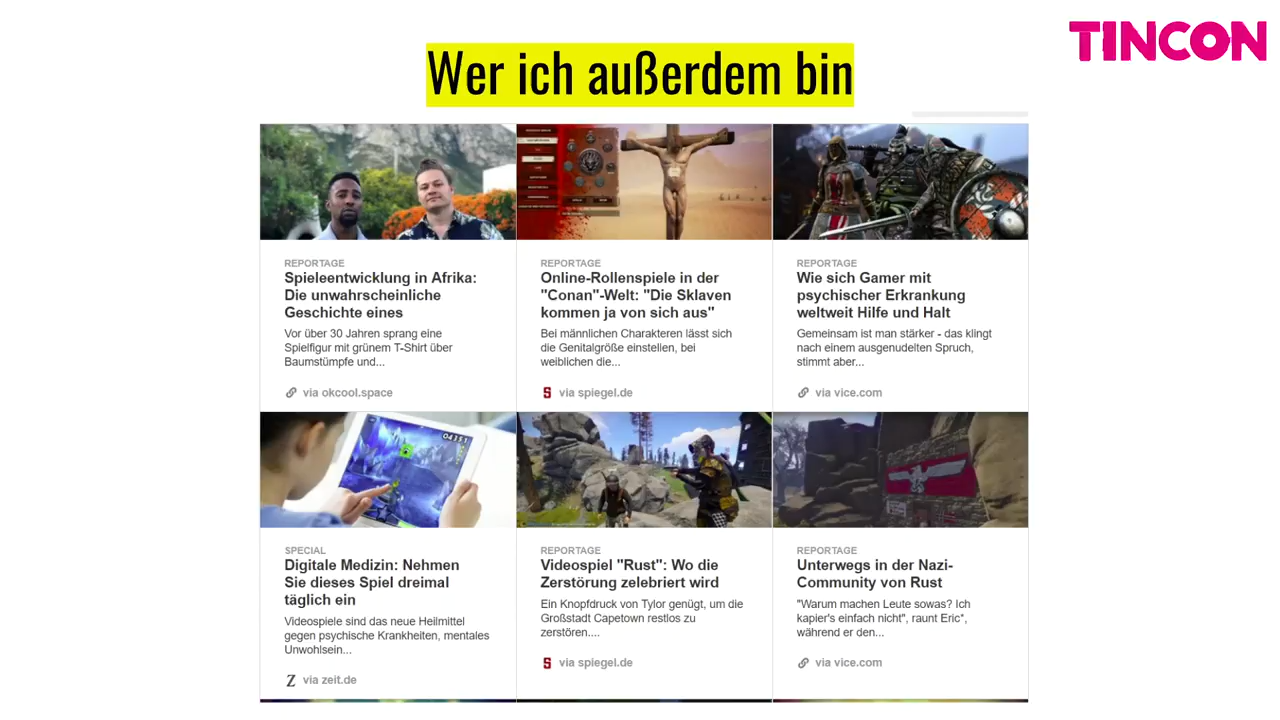 TINCON
Wer ich außerdem bin
REPORTAGE
Spieleentwicklung in Afrika:
Die unwahrscheinliche
Geschichte eines
Vor über 30 Jahren sprang eine
Spielfigur mit grünem T-Shirt über
Baumstümpfe und...
via okcool.space
REPORTAGE
Online-Rollenspiele in der
"Conan"-Welt: "Die Sklaven
kommen ja von sich aus"
Bei männlichen Charakteren lässt sich
die Genitalgröße einstellen, bei
weiblichen die...
S via spiegel.de
REPORTAGE
Wie sich Gamer mit
psychischer Erkrankung
weltweit Hilfe und Halt
Gemeinsam ist man stärker - das klingt
nach einem ausgenudelten Spruch,
stimmt aber...
via vice.com
04351
SPECIAL
Digitale Medizin: Nehmen
Sie dieses Spiel dreimal
täglich ein
Videospiele sind das neue Heilmittel
gegen psychische Krankheiten, mentales
Unwohlsein...
Z via zeit.de
REPORTAGE
Videospiel "Rust": Wo die
Zerstörung zelebriert wird
Ein Knopfdruck von Tylor genügt, um die
Großstadt Capetown restlos zu
zerstören....
S via spiegel.de
REPORTAGE
Unterwegs in der Nazi-
Community von Rust
"Warum machen Leute sowas? Ich
kapier's einfach nicht", raunt Eric*,
während er den...
via vice.com